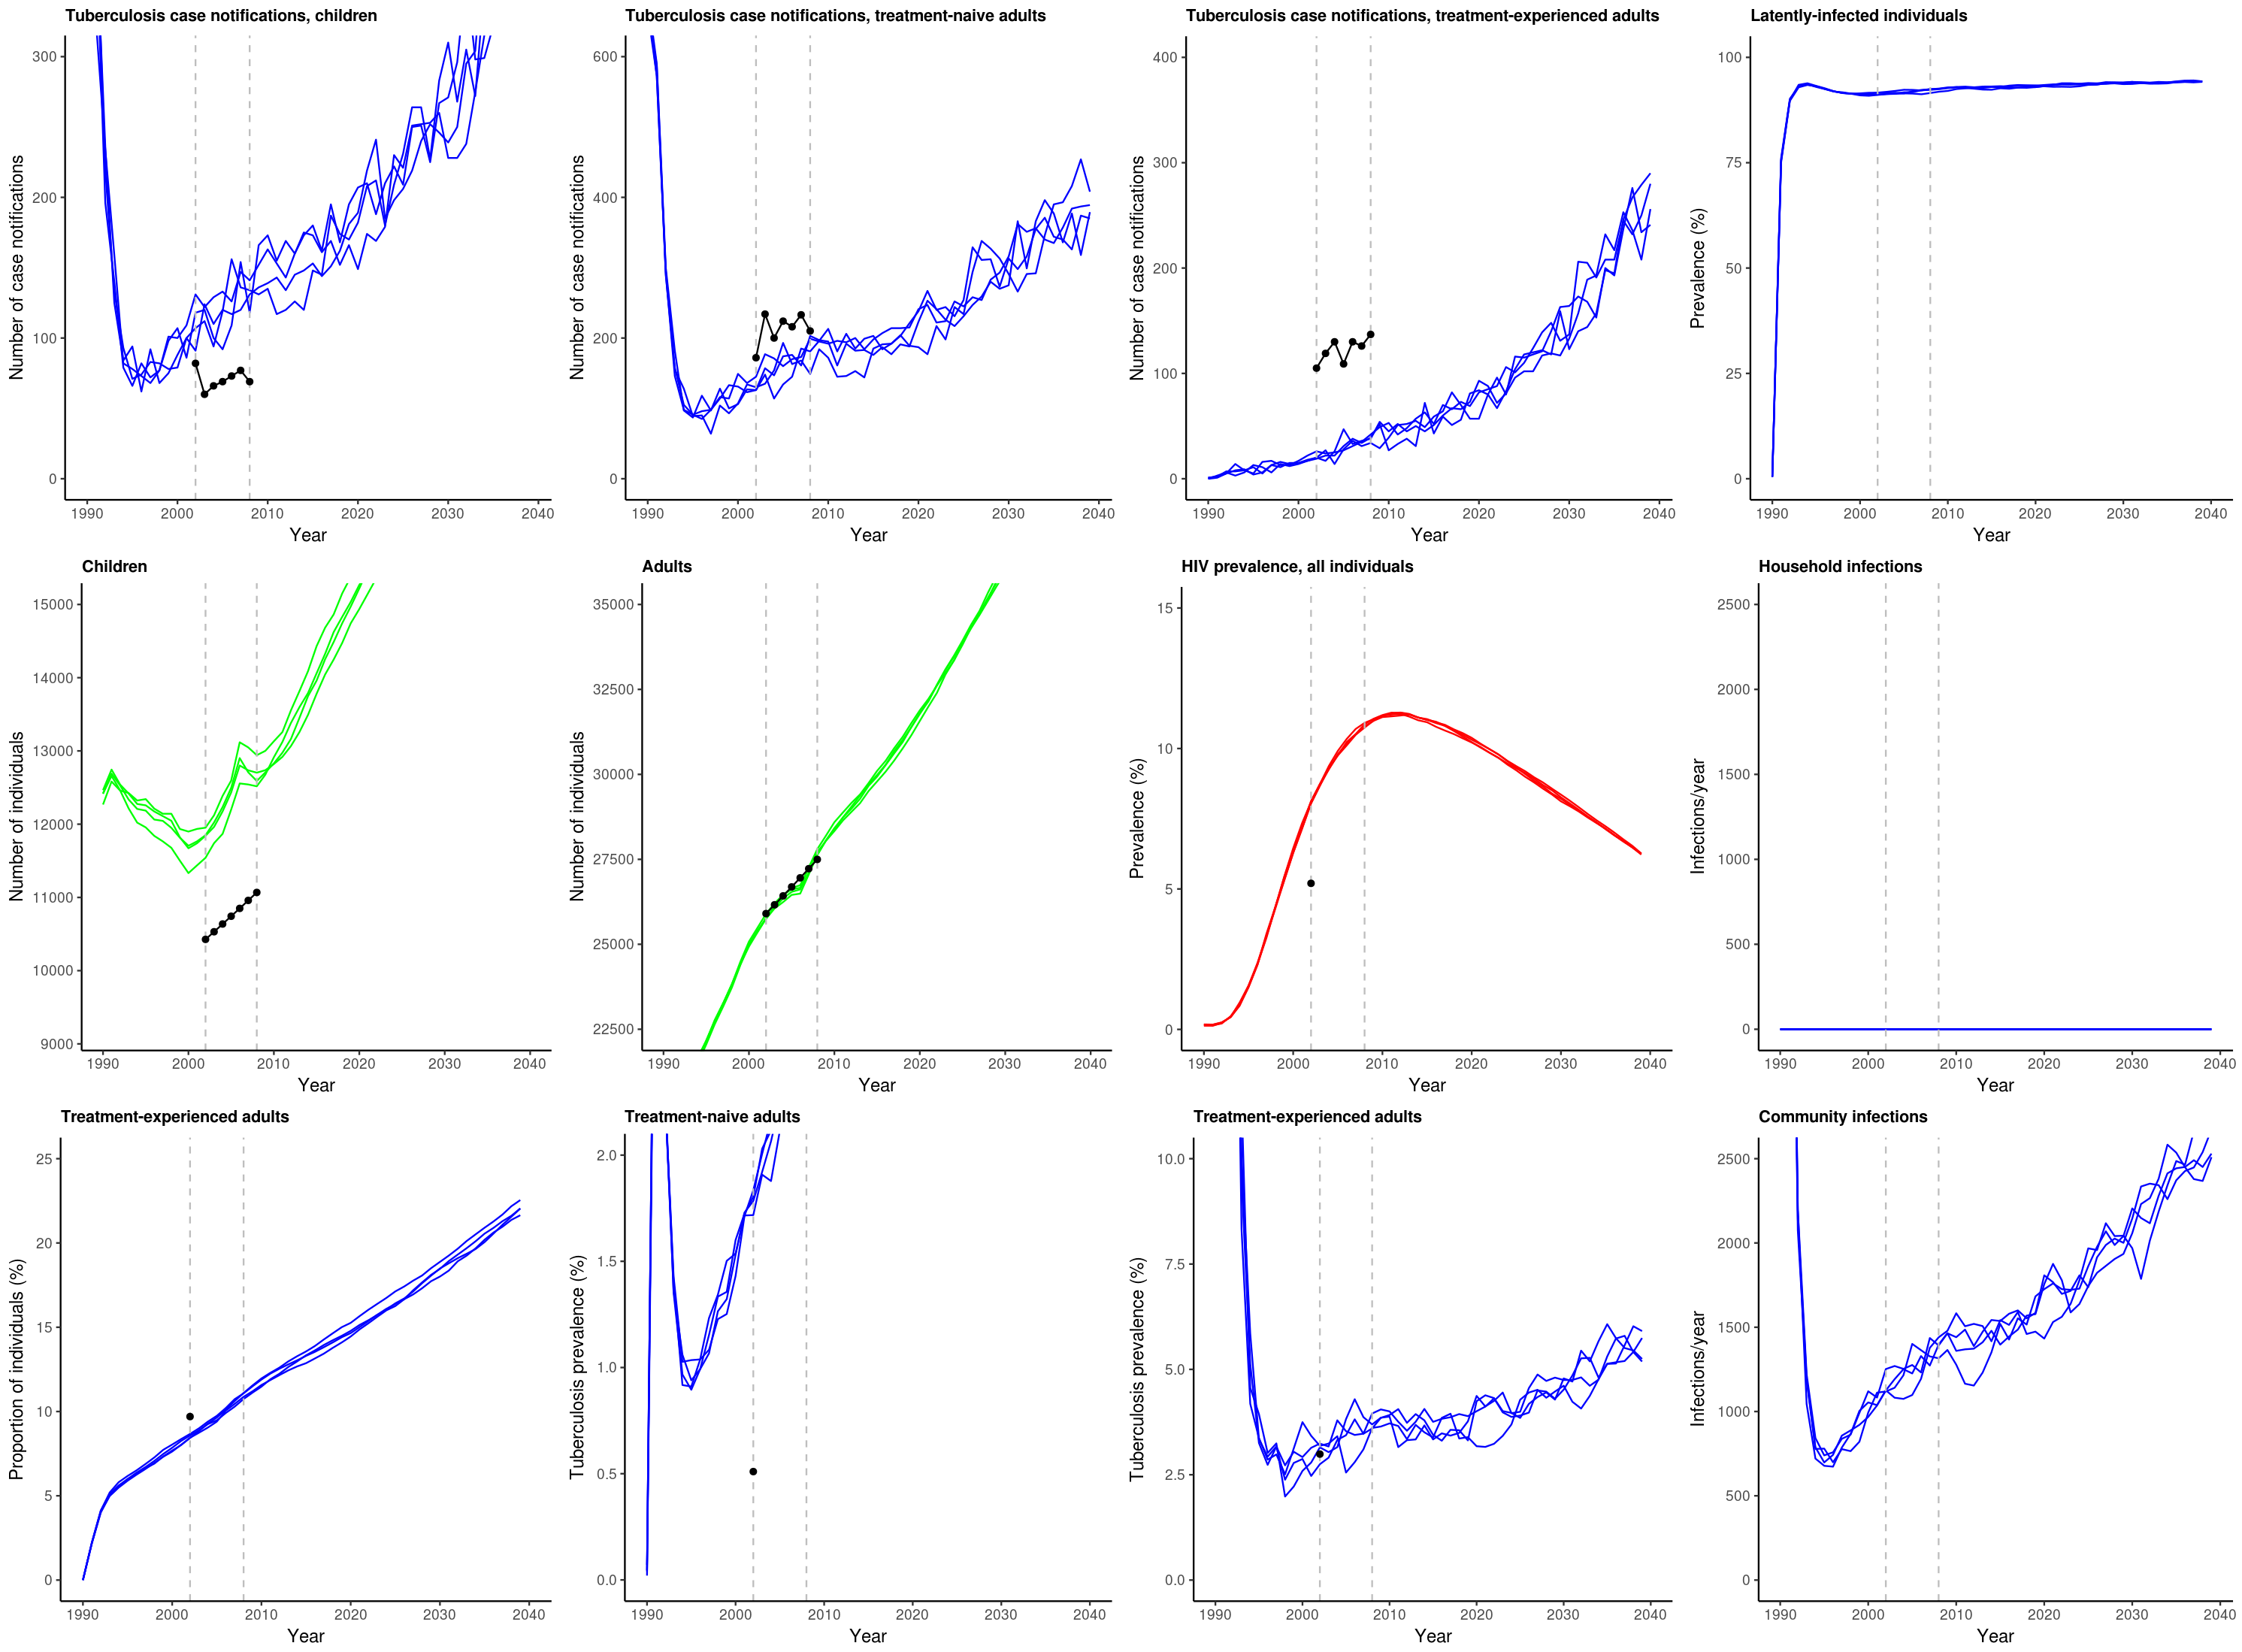 Tuberculosis case notifications, children
Number of case notifications
300
200
100
0
1990 2000 2010 2020 2030 2040
Year
Tuberculosis case notifications, treatment-naive adults
Number of case notifications
600
400
200
0
1990 2000 2010 2020 2030 2040
Year
Tuberculosis case notifications, treatment-experienced adults
Number of case notifications
400
300
200
100
0
1990 2000 2010 2020 2030 2040
Year
Latently-infected individuals
Prevalence (%)
100
75
50
25
0
1990 2000 2010 2020 2030 2040
Year
Children
Number of individuals
15000
14000
13000
12000
11000
10000
9000
1990 2000 2010 2020 2030 2040
Year
Adults
Number of individuals
35000
32500
30000
27500
25000
22500
1990 2000 2010 2020 2030 2040
Year
HIV prevalence, all individuals
Prevalence (%)
15
10
5
0
1990 2000 2010 2020 2030 2040
Year
Household infections
Infections/year
2500
2000
1500
1000
500
0
1990 2000 2010 2020 2030 2040
Year
Treatment-experienced adults
Proportion of individuals (%)
25
20
15
10
5
0
1990 2000 2010 2020 2030 2040
Year
Treatment-naive adults
Tuberculosis prevalence (%)
2.0
1.5
1.0
0.5
0.0
1990 2000 2010 2020 2030 2040
Year
Treatment-experienced adults
Tuberculosis prevalence (%)
10.0
7.5
5.0
2.5
0.0
1990 2000 2010 2020 2030 2040
Year
Community infections
Infections/year
2500
2000
1500
1000
500
0
1990 2000 2010 2020 2030 2040
Year